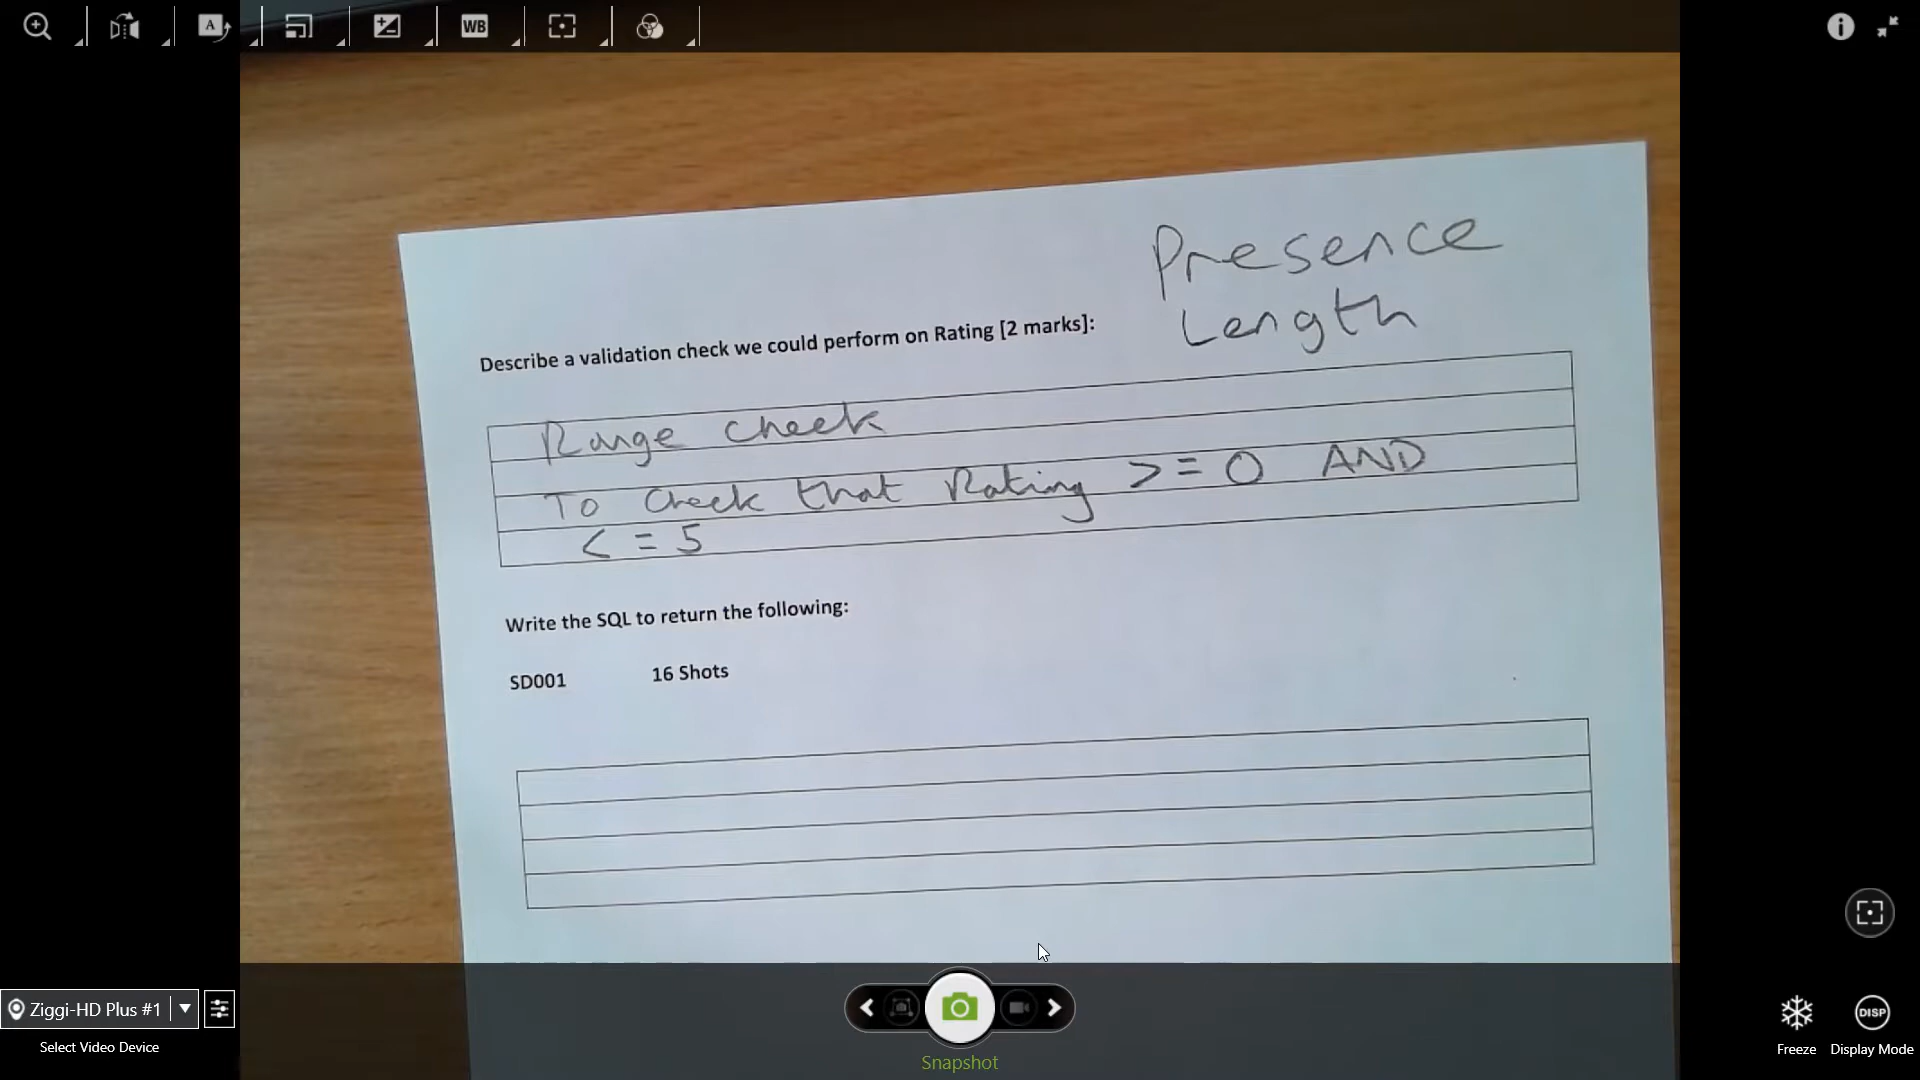 A
WB
Presence
Length
Describe a validation check we could perform on Rating [2 marks]:
Range Check
To Check that Rating >= 0 AND
<= 5
Write the SQL to return the following:
SD001 16 Shots
Ziggi-HD Plus #1
Select Video Device
Snapshot
Freeze
DISP
Display Mode